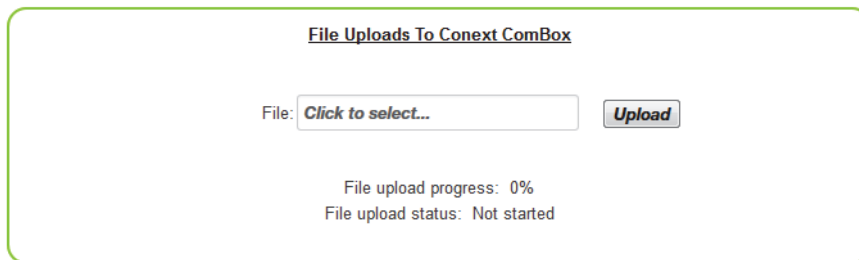 File Uploads To Conext ComBox
File: Click to select... Upload
File upload progress: 0%
File upload status: Not started